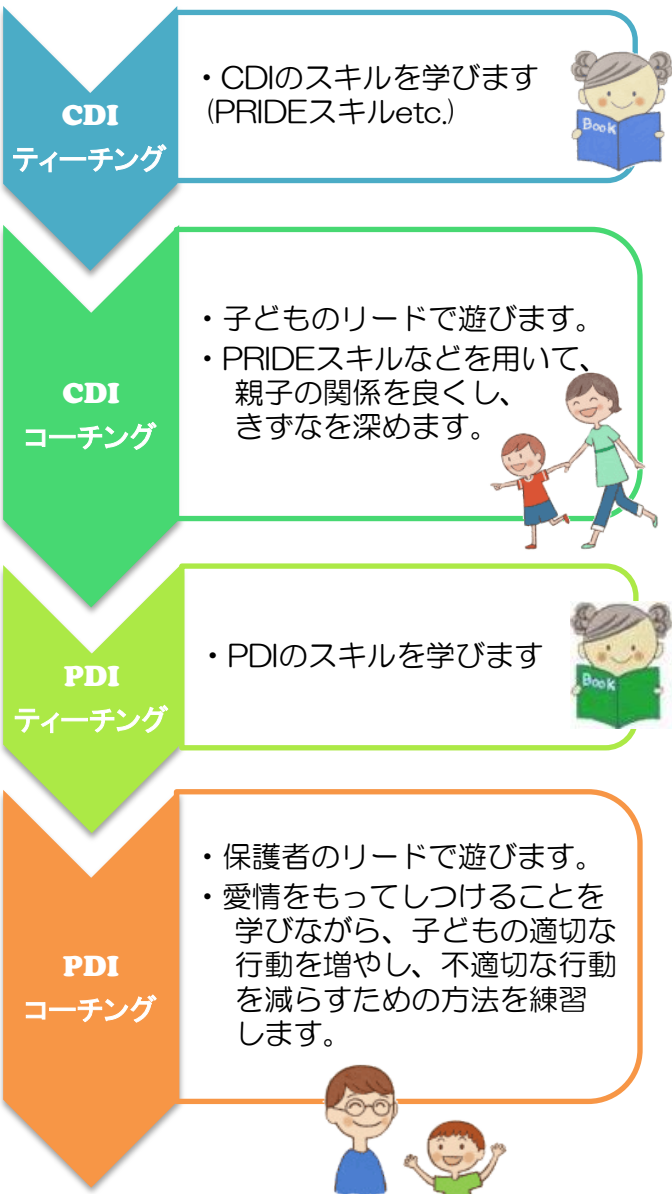 CDI
ティーチング
・CDIのスキルを学びます
(PRIDEスキルetc.)
Book
CDI
コーチング
・子どものリードで遊びます。
・PRIDEスキルなどを用いて、
親子の関係を良くし、
きずなを深めます。
PDI
ティーチング
・PDIのスキルを学びます
Book
PDI
コーチング
・保護者のリードで遊びます。
・愛情をもってしつけることを
学びながら、子どもの適切な
行動を増やし、不適切な行動
を減らすための方法を練習
します。